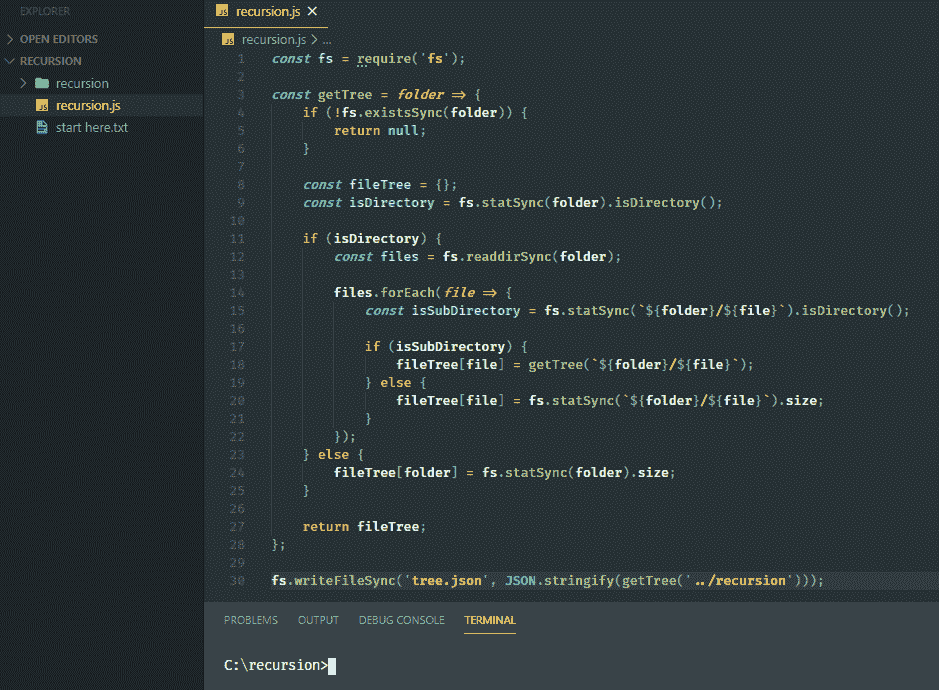 EXPLORER
OPEN EDITORS
RECURSION
recursion
recursion.js
start here.txt
recursion.js
recursion.js > ...
1 const fs = require('fs');
2
3 const getTree = folder => {
4 if (!fs.existsSync(folder)) {
5 return null;
6 }
7
8 const fileTree = {};
9 const isDirectory = fs.statSync(folder).isDirectory();
10
11 if (isDirectory) {
12 const files = fs.readdirSync(folder);
13
14 files.forEach(file => {
15 const isSubDirectory = fs.statSync(`${folder}/${file}`).isDirectory();
16
17 if (isSubDirectory) {
18 fileTree[file] = getTree(`${folder}/${file}`);
19 } else {
20 fileTree[file] = fs.statSync(`${folder}/${file}`).size;
21 }
22 });
23 } else {
24 fileTree[folder] = fs.statSync(folder).size;
25 }
26
27 return fileTree;
28 };
29
30 fs.writeFileSync('tree.json', JSON.stringify(getTree('../recursion')));
PROBLEMS OUTPUT DEBUG CONSOLE TERMINAL
C:\recursion>